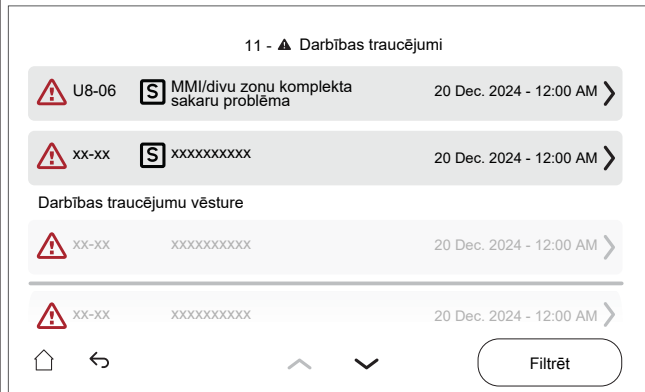 11 - Darbības traucējumi
U8-06 S MMI/divu zonu komplekta sakaru problēma 20 Dec. 2024 - 12:00 AM
xx-xx S xxxxxxxxxx 20 Dec. 2024 - 12:00 AM
Darbības traucējumu vēsture
xx-xx xxxxxxxxxx 20 Dec. 2024 - 12:00 AM
xx-xx xxxxxxxxxx 20 Dec. 2024 - 12:00 AM
Filtrēt